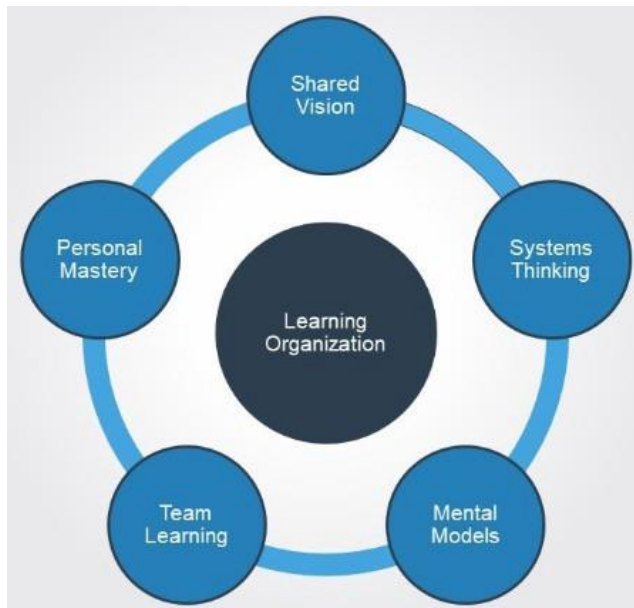 Shared
Vision
Personal
Mastery
Systems
Thinking
Learning
Organization
Team
Learning
Mental
Models